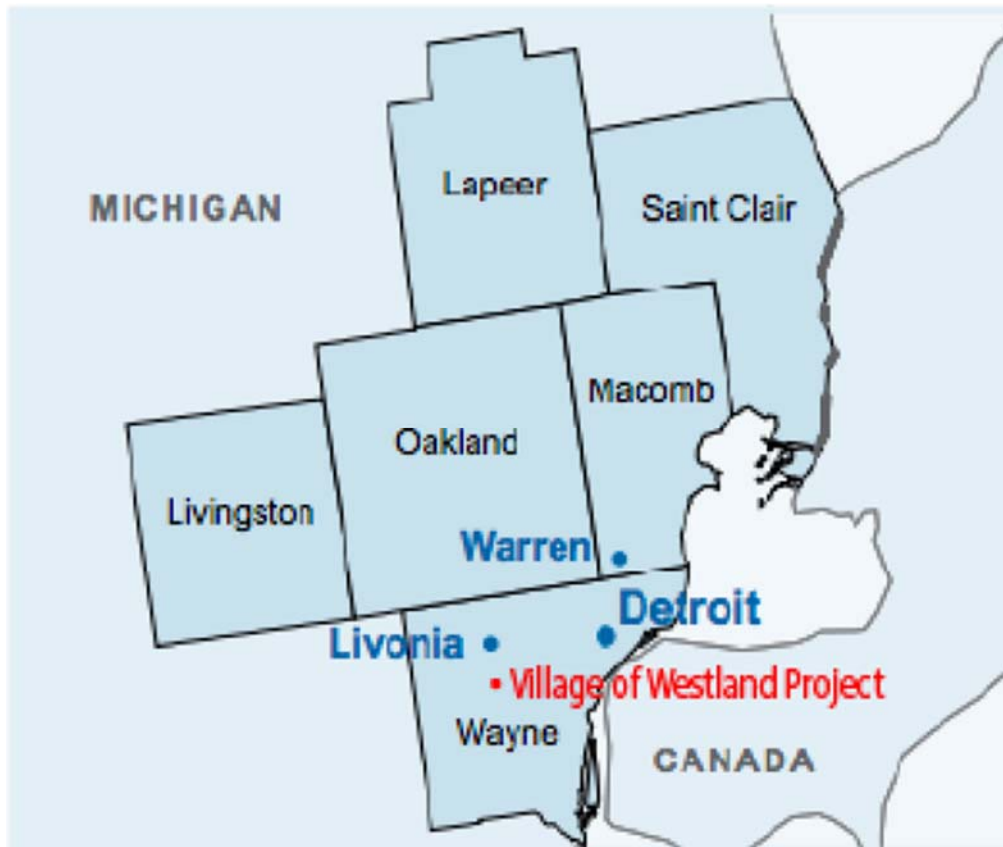 Lapeer
MICHIGAN
Saint Clair
Macomb
Oakland
Livingston
Warren
Detroit
Livonia
Village of Westland Project
Wayne
CANADA